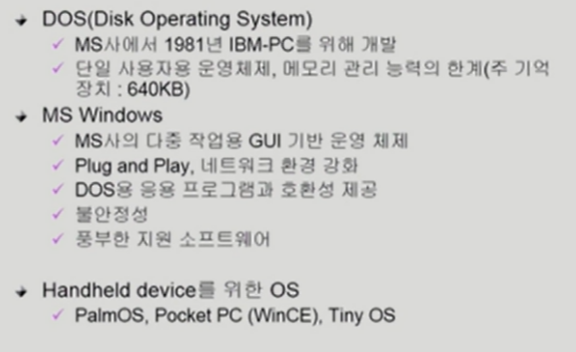 DOS(Disk Operating System)
MS사에서 1981년 IBM-PC를 위해 개발
단일 사용자용 운영체제, 메모리 관리 능력의 한계(주 기억
장치 : 640KB)
MS Windows
MS사의 다중 작업용 GUI 기반 운영 체제
Plug and Play, 네트워크 환경 강화
DOS용 응용 프로그램과 호환성 제공
불안정성
풍부한 지원 소프트웨어
Handheld device를 위한 OS
PalmOS, Pocket PC (WinCE), Tiny OS